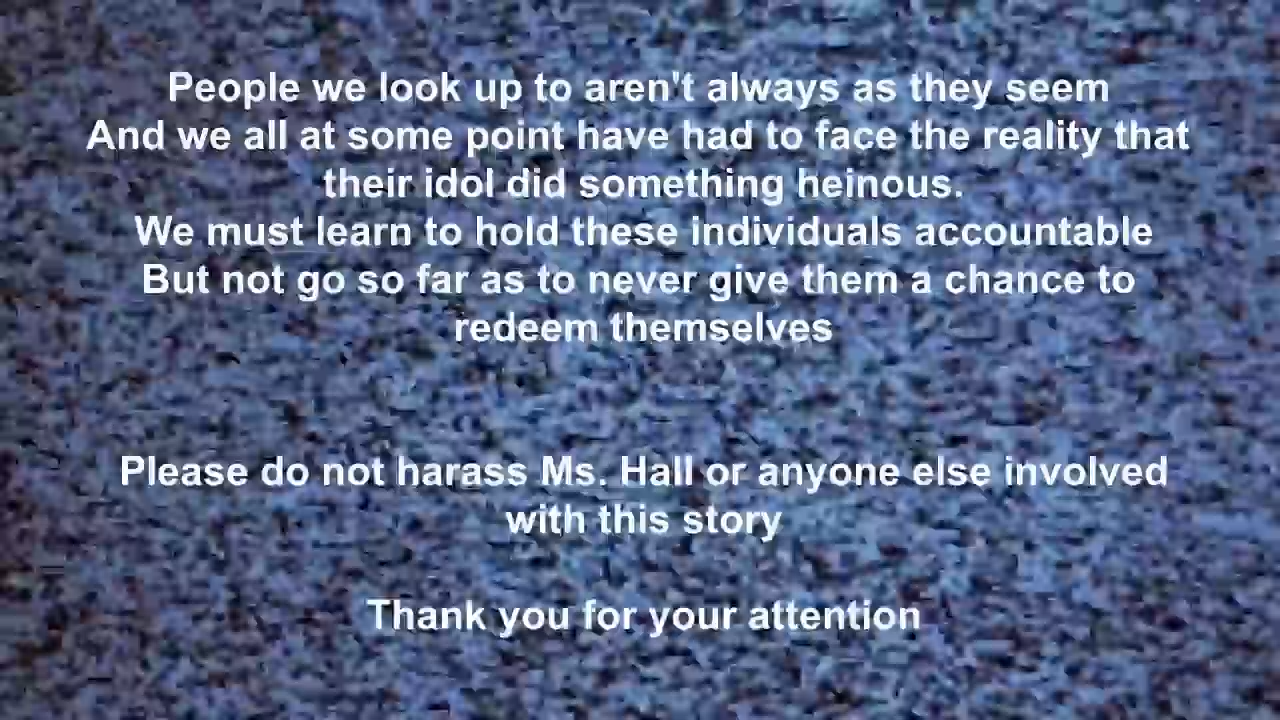 People we look up to aren't always as they seem
And we all at some point have had to face the reality that
their idol did something heinous.
We must learn to hold these individuals accountable
But not go so far as to never give them a chance to
redeem themselves
Please do not harass Ms. Hall or anyone else involved
with this story
Thank you for your attention